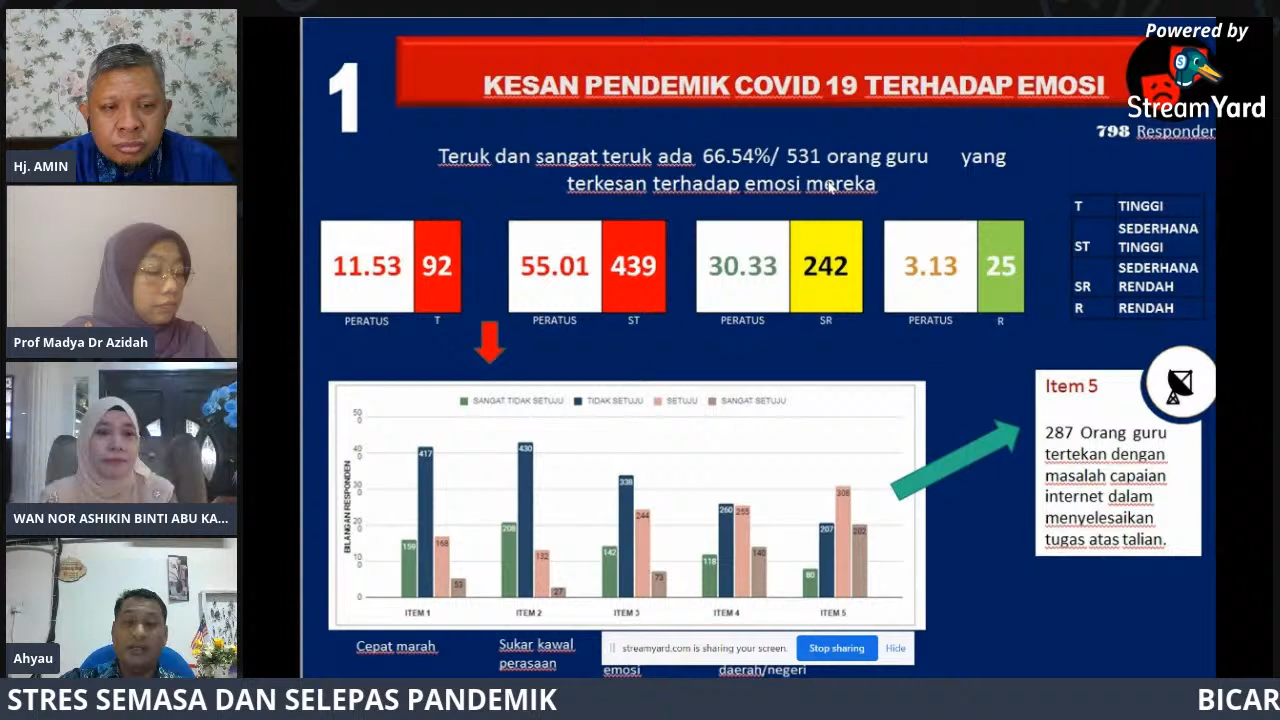 Powered by
StreamYard
1
KESAN PENDEMIK COVID 19 TERHADAP EMOSI
798 Responden
Teruk dan sangat teruk ada 66.54%/ 531 orang guru yang
terkesan terhadap emosi mereka
11.53 92
PERATUS T
55.01 439
PERATUS ST
30.33 242
PERATUS SR
3.13 25
PERATUS R
T TINGGI
ST SEDERHANA
TINGGI
SR SEDERHANA
RENDAH
R RENDAH
SANGAT TIDAK SETUJU TIDAK SETUJU SETUJU SANGAT SETUJU
BILANGAN RESPONDEN
500
400
300
200
100
0
159 417 168 53
208 430 132 27
142 338 244 73
118 260 255 140
80 207 308 202
ITEM 1 ITEM 2 ITEM 3 ITEM 4 ITEM 5
Cepat marah
Sukar kawal
perasaan
emosi
daerah/negeri
Item 5
287 Orang guru
tertekan dengan
masalah capaian
internet dalam
menyelesaikan
tugas atas talian.
streamyard.com is sharing your screen.
Stop sharing
Hide
Hj. AMIN
Prof Madya Dr Azidah
WAN NOR ASHIKIN BINTI ABU KA...
Ahyau
STRES SEMASA DAN SELEPAS PANDEMIK
BICAR